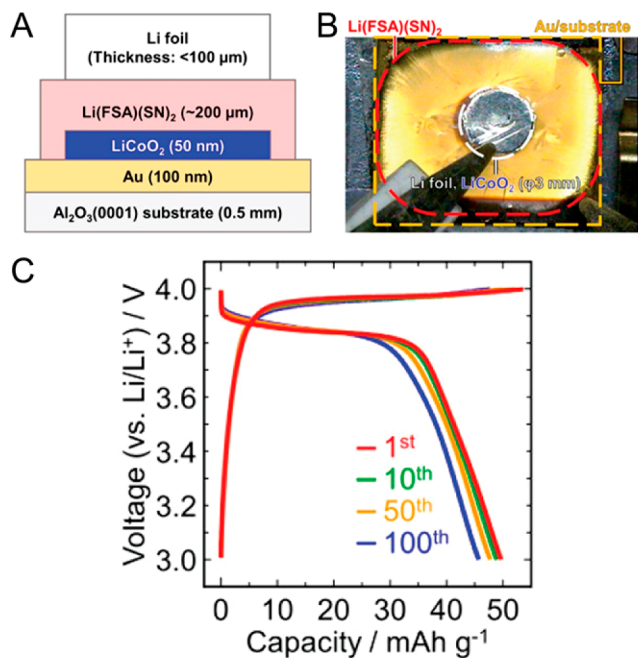 A
Li foil
(Thickness: <100 μm)
Li(FSA)(SN)₂ (~200 μm)
LiCoO₂ (50 nm)
Au (100 nm)
Al₂O₃(0001) substrate (0.5 mm)
B
Li(FSA)(SN)₂
Au/substrate
Li foil, LiCoO₂ (φ3 mm)
C
Voltage (vs. Li/Li⁺) / V
4.0
3.8
3.6
3.4
3.2
3.0
1ˢᵗ
10ᵗʰ
50ᵗʰ
100ᵗʰ
0 10 20 30 40 50
Capacity / mAh g⁻¹